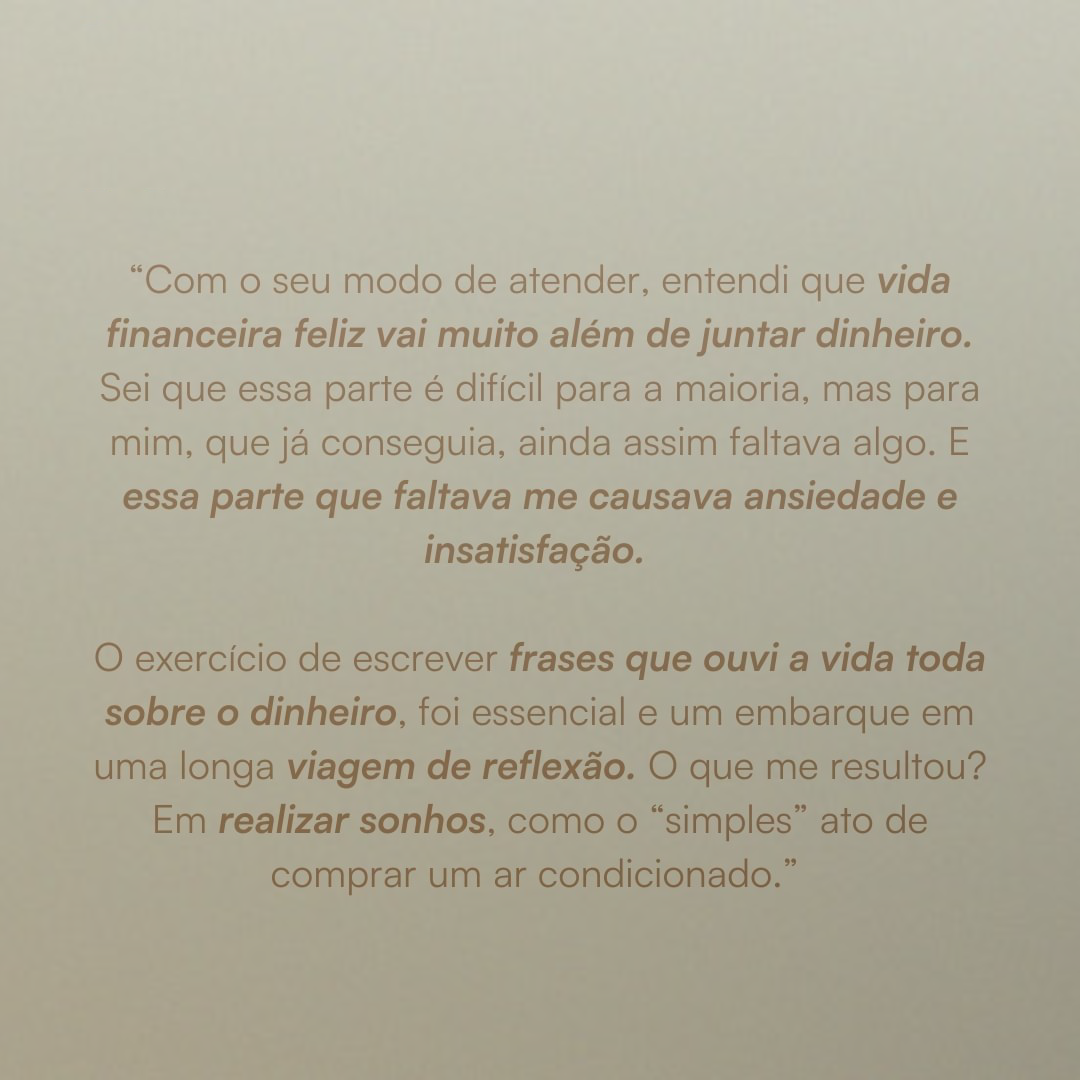 “Com o seu modo de atender, entendi que vida
financeira feliz vai muito além de juntar dinheiro.
Sei que essa parte é difícil para a maioria, mas para
mim, que já conseguia, ainda assim faltava algo. E
essa parte que faltava me causava ansiedade e
insatisfação.
O exercício de escrever frases que ouvi a vida toda
sobre o dinheiro, foi essencial e um embarque em
uma longa viagem de reflexão. O que me resultou?
Em realizar sonhos, como o “simples” ato de
comprar um ar condicionado.”